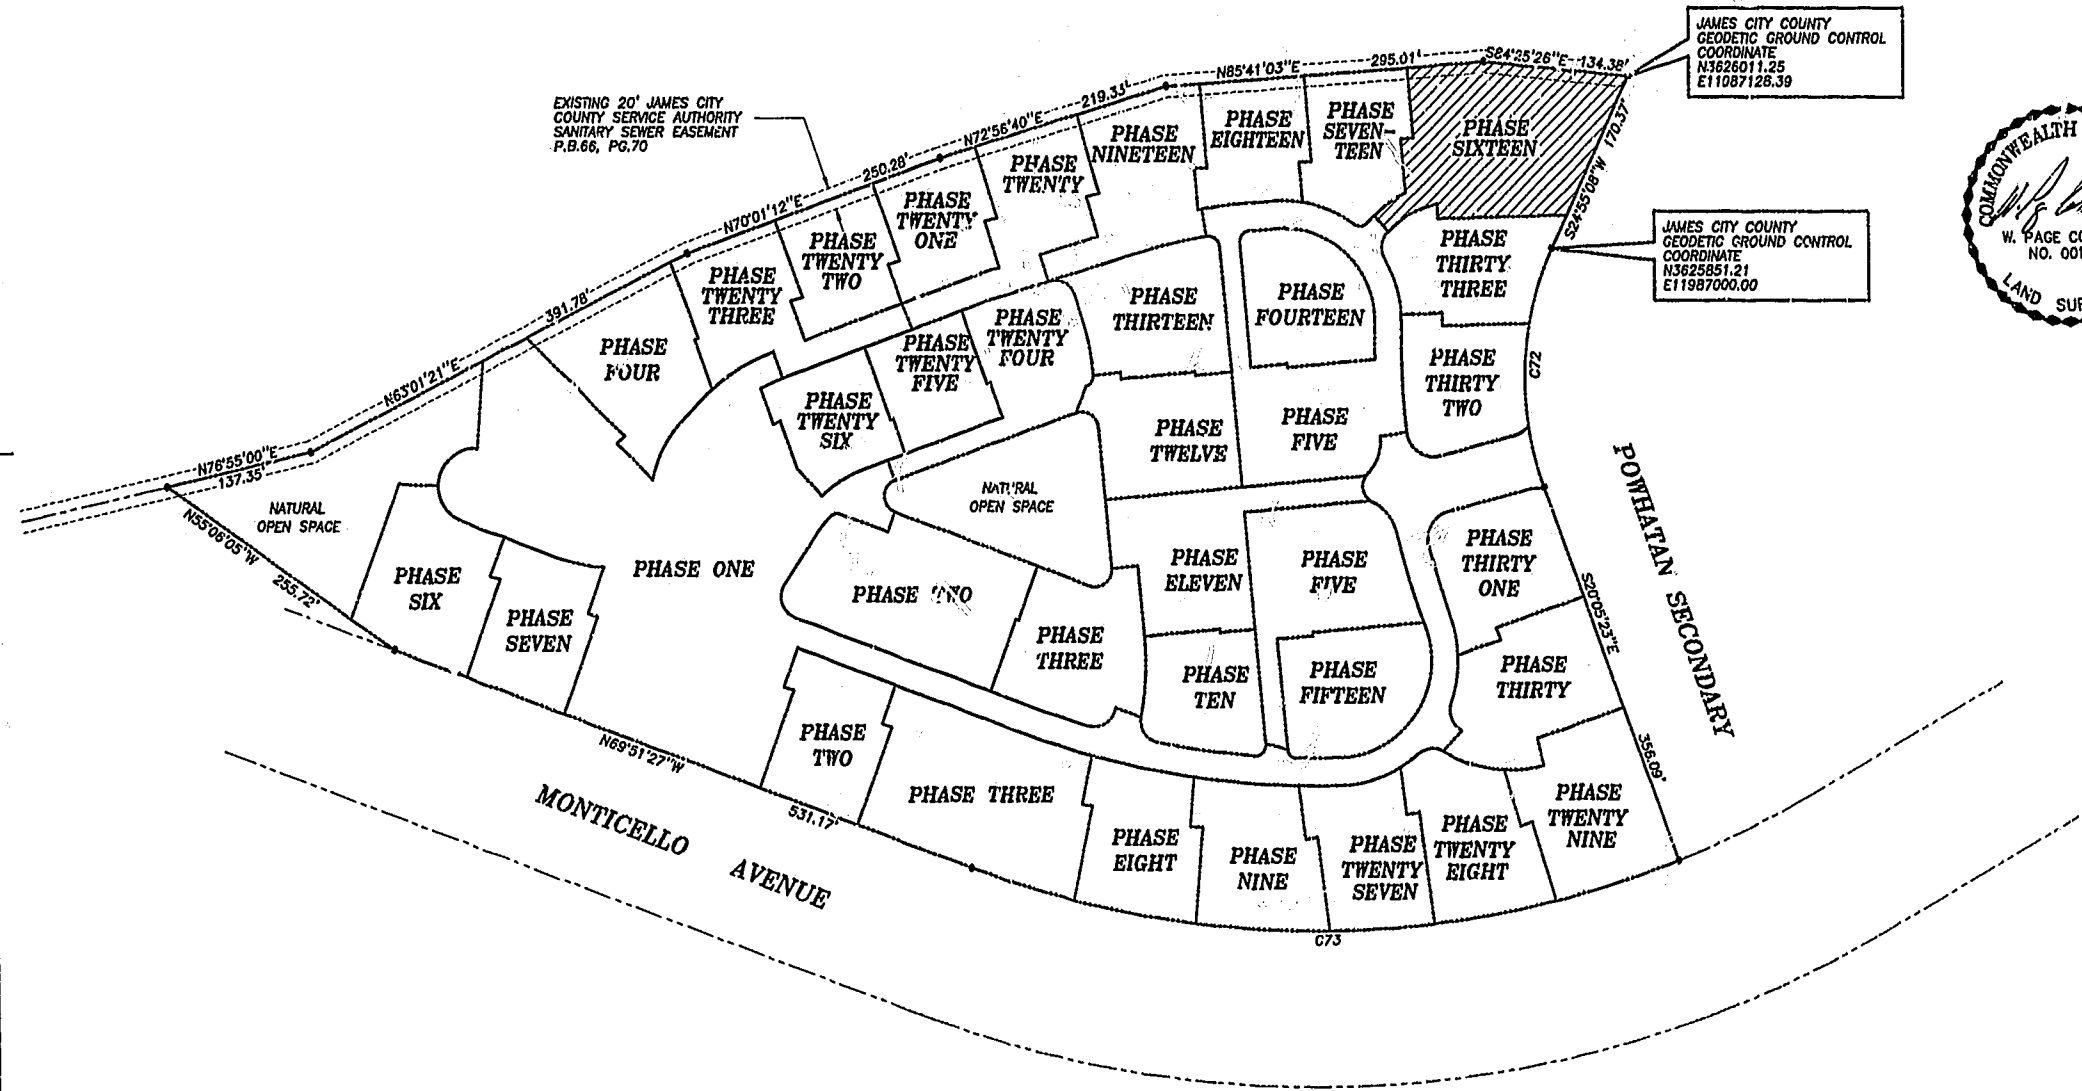 JAMES CITY COUNTY
GEODETIC GROUND CONTROL
COORDINATE
N3626011.25
E11987128.39
EXISTING 20' JAMES CITY
COUNTY SERVICE AUTHORITY
SANITARY SEWER EASEMENT
P.B.66, PG.70
N76°55'00"E
137.35'
N63°01'21"E
391.78'
N70°01'12"E
250.28'
N72°56'40"E
219.33'
N85°41'03"E
295.01'
S84°25'26"E
134.38'
S24°55'08"W 170.37'
COMMONWEALTH
W. PAGE
NO.
LAND
JAMES CITY COUNTY
GEODETIC GROUND CONTROL
COORDINATE
N3625851.21
E11987000.00
PHASE
SIXTEEN
PHASE
SEVEN-
TEEN
PHASE
EIGHTEEN
PHASE
NINETEEN
PHASE
TWENTY
PHASE
TWENTY
ONE
PHASE
TWENTY
TWO
PHASE
TWENTY
THREE
PHASE
FOUR
PHASE
THIRTY
THREE
PHASE
FOURTEEN
PHASE
THIRTEEN
PHASE
TWENTY
FOUR
PHASE
TWENTY
FIVE
PHASE
TWENTY
SIX
PHASE
THIRTY
TWO
C72
PHASE
FIVE
PHASE
TWELVE
NATURAL
OPEN SPACE
NATURAL
OPEN SPACE
N55°06'05"W
255.72'
PHASE
SIX
PHASE
SEVEN
PHASE ONE
PHASE TWO
PHASE
THREE
PHASE
ELEVEN
PHASE
FIVE
PHASE
THIRTY
ONE
S20°05'23"E
356.09'
POWHATAN SECONDARY
PHASE
TEN
PHASE
FIFTEEN
PHASE
THIRTY
PHASE
TWO
PHASE THREE
PHASE
EIGHT
PHASE
NINE
PHASE
TWENTY
SEVEN
PHASE
TWENTY
EIGHT
PHASE
TWENTY
NINE
N69°51'27"W
531.17'
MONTICELLO AVENUE
C73